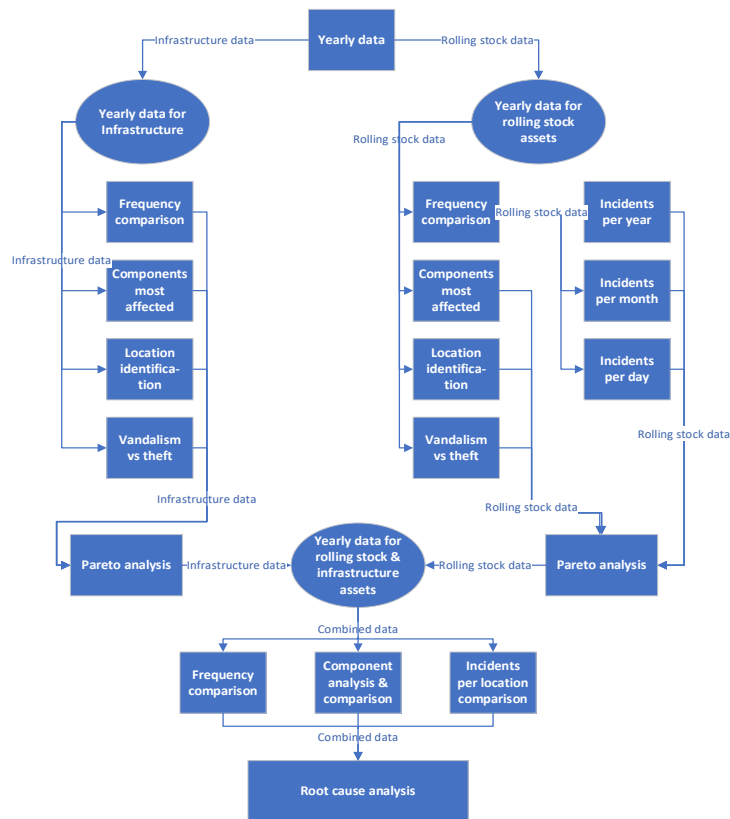 Infrastructure data
Yearly data
Rolling stock data
Yearly data for
Infrastructure
Yearly data for
rolling stock
assets
Rolling stock data
Frequency
comparison
Frequency
comparison
Rolling stock data
Incidents
per year
Infrastructure data
Components
most
affected
Components
most
affected
Incidents
per month
Location
identifica-
tion
Location
identifica-
tion
Incidents
per day
Vandalism
vs theft
Vandalism
vs theft
Rolling stock data
Infrastructure data
Rolling stock data
Pareto analysis
Infrastructure data
Yearly data for
rolling stock &
infrastructure
assets
Rolling stock data
Pareto analysis
Combined data
Frequency
comparison
Component
analysis &
comparison
Incidents
per location
comparison
Combined data
Root cause analysis